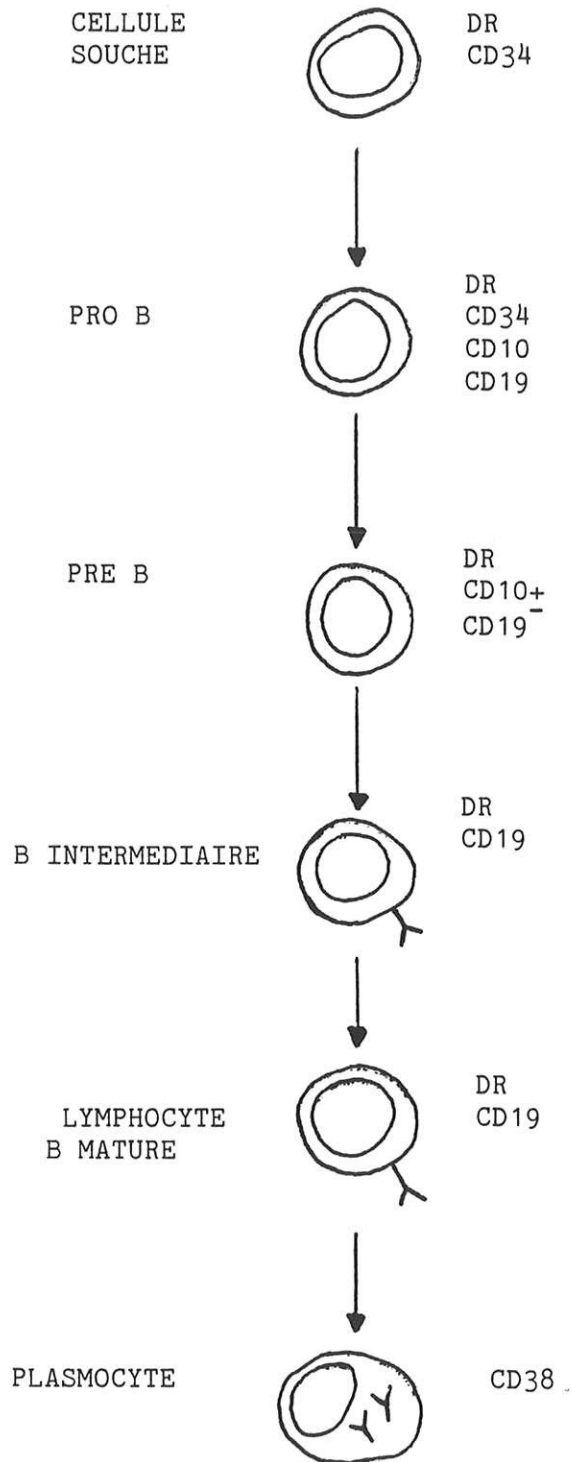 CELLULE
SOUCHE
DR
CD34
PRO B
DR
CD34
CD10
CD19
PRE B
DR
CD10±
CD19
B INTERMEDIAIRE
DR
CD19
LYMPHOCYTE
B MATURE
DR
CD19
PLASMOCYTE
CD38